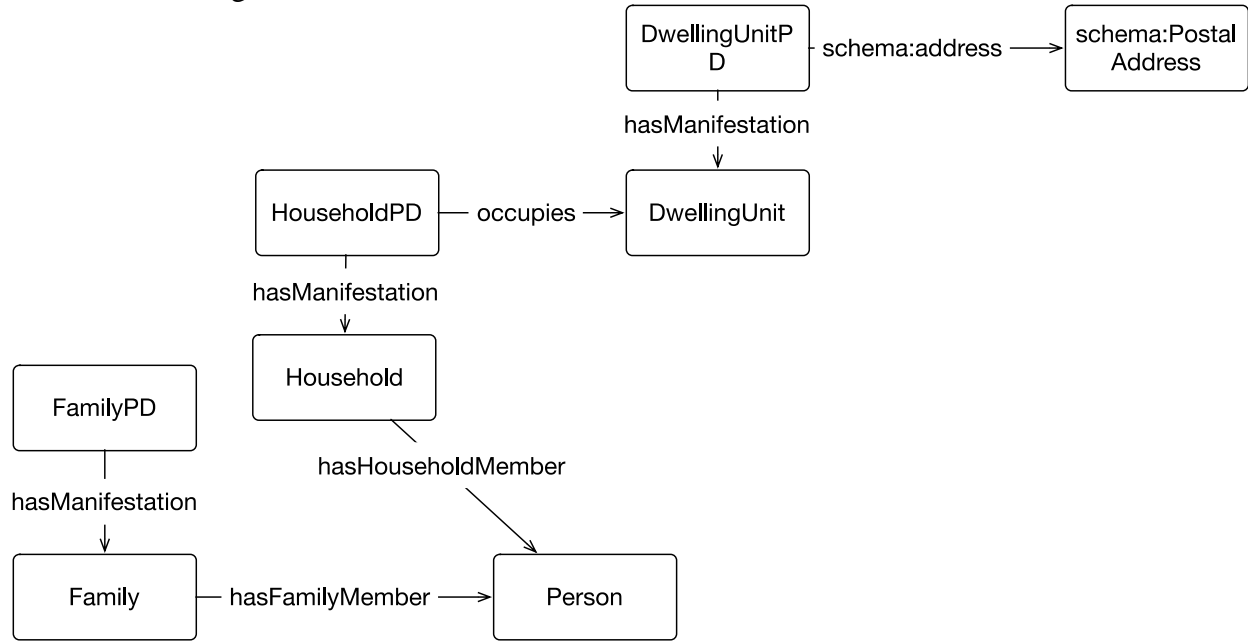 DwellingUnitP
D
schema:address
schema:Postal
Address
hasManifestation
HouseholdPD
occupies
DwellingUnit
hasManifestation
Household
FamilyPD
hasHouseholdMember
hasManifestation
Family
hasFamilyMember
Person